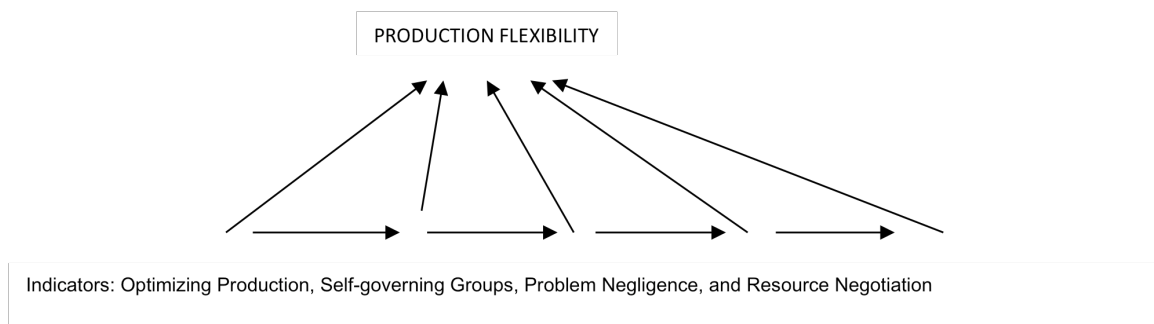 PRODUCTION FLEXIBILITY
Indicators: Optimizing Production, Self-governing Groups, Problem Negligence, and Resource Negotiation